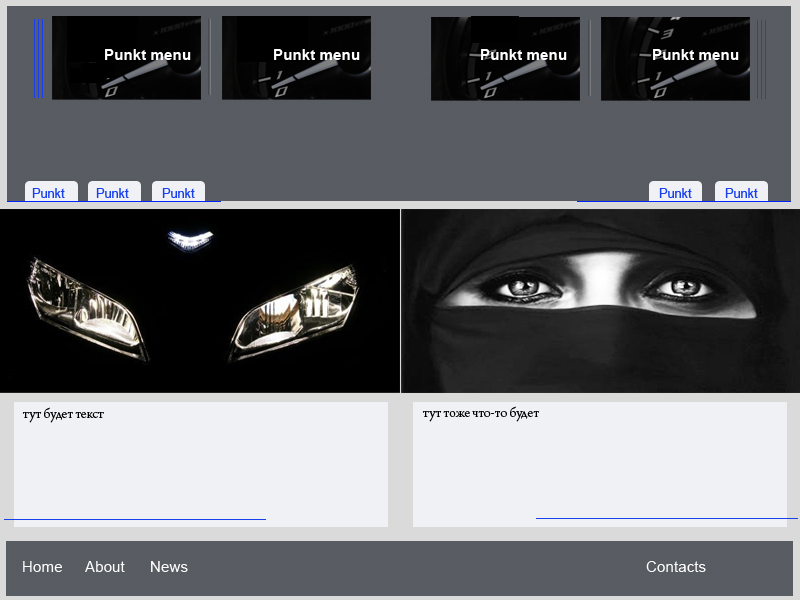 Punkt menu
Punkt menu
Punkt menu
Punkt menu
Punkt
Punkt
Punkt
Punkt
Punkt
тут будет текст
тут тоже что-то будет
Home
About
News
Contacts